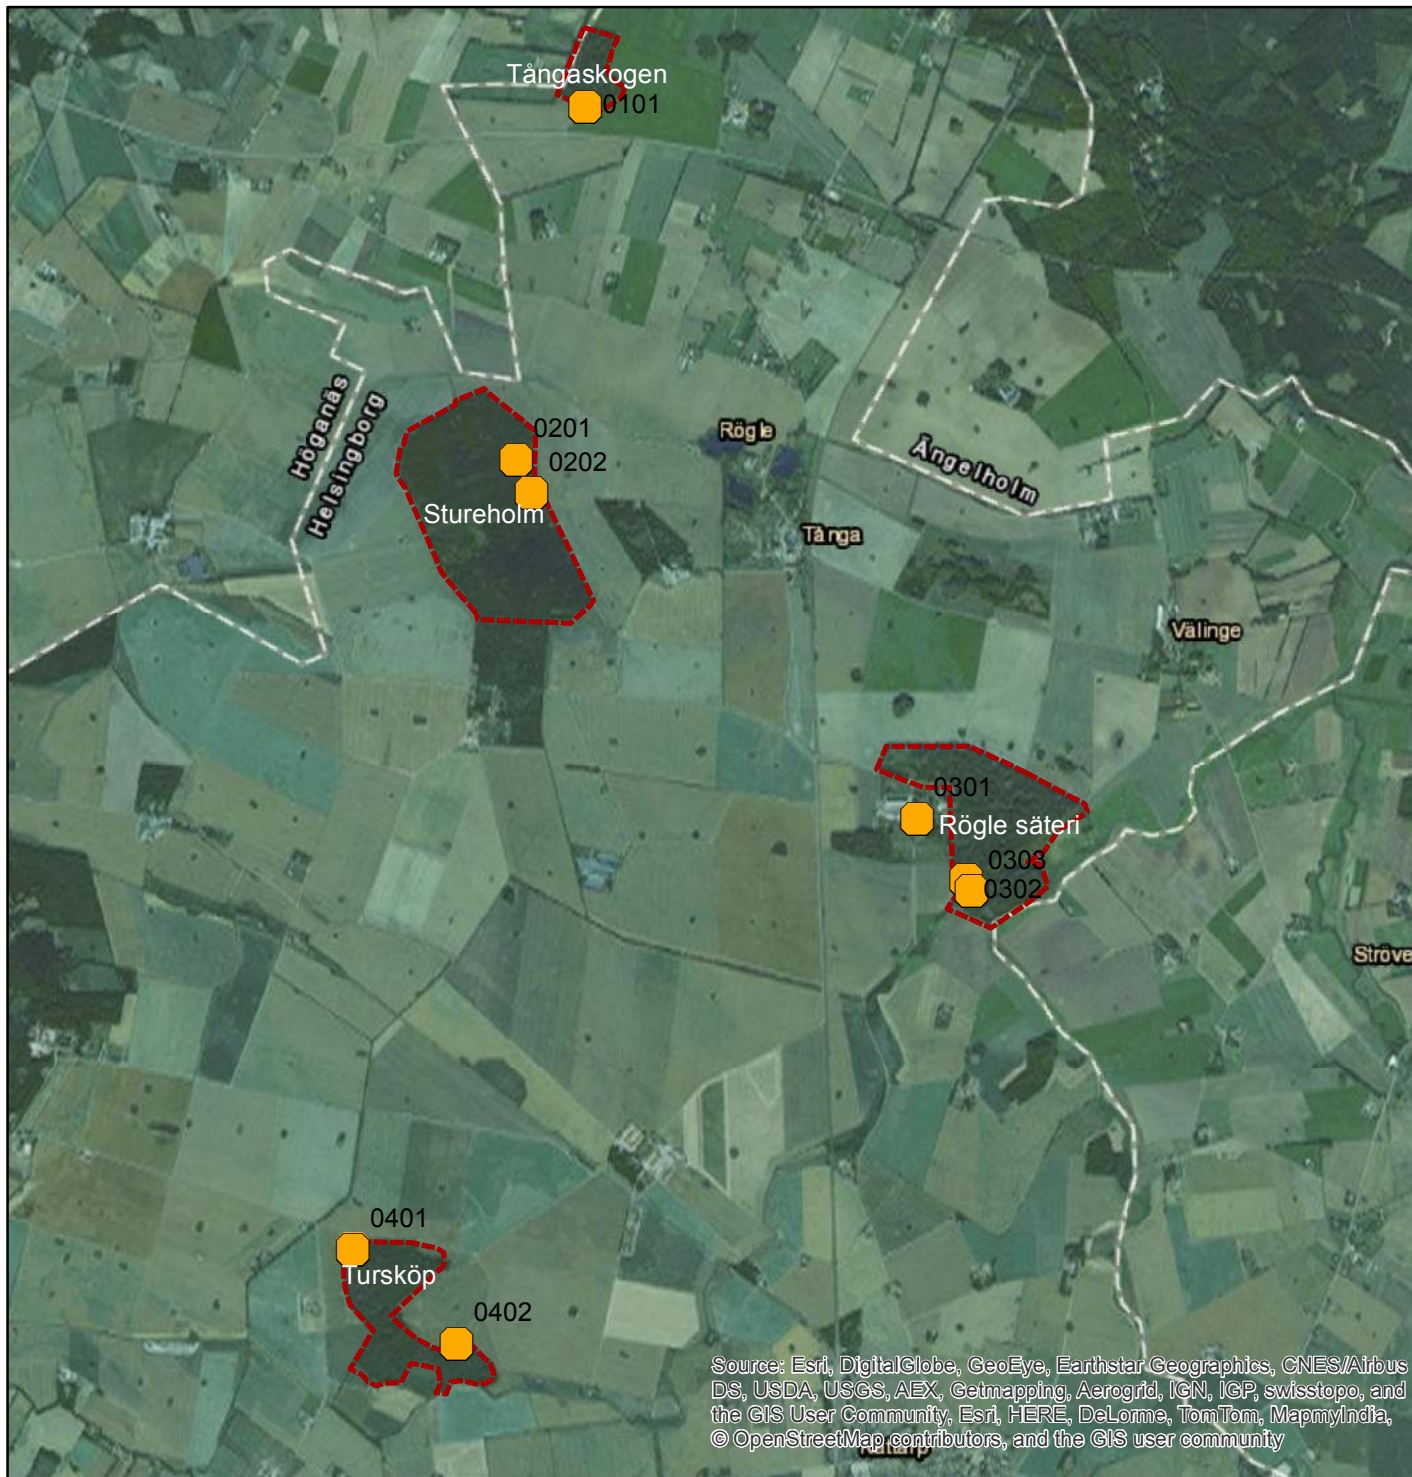 Tångaskogen
0101
Höganäs
Helsingborg
0201
Rögle
0202
Ängelholm
Stureholm
Tånga
Välinge
0301
Rögle säteri
0303
0302
Ströve
0401
Tursköp
0402
Source: Esri, DigitalGlobe, GeoEye, Earthstar Geographics, CNES/Airbus
DS, USDA, USGS, AEX, Getmapping, Aerogrid, IGN, IGP, swisstopo, and
the GIS User Community, Esri, HERE, DeLorme, TomTom, MapmyIndia,
© OpenStreetMap contributors, and the GIS user community